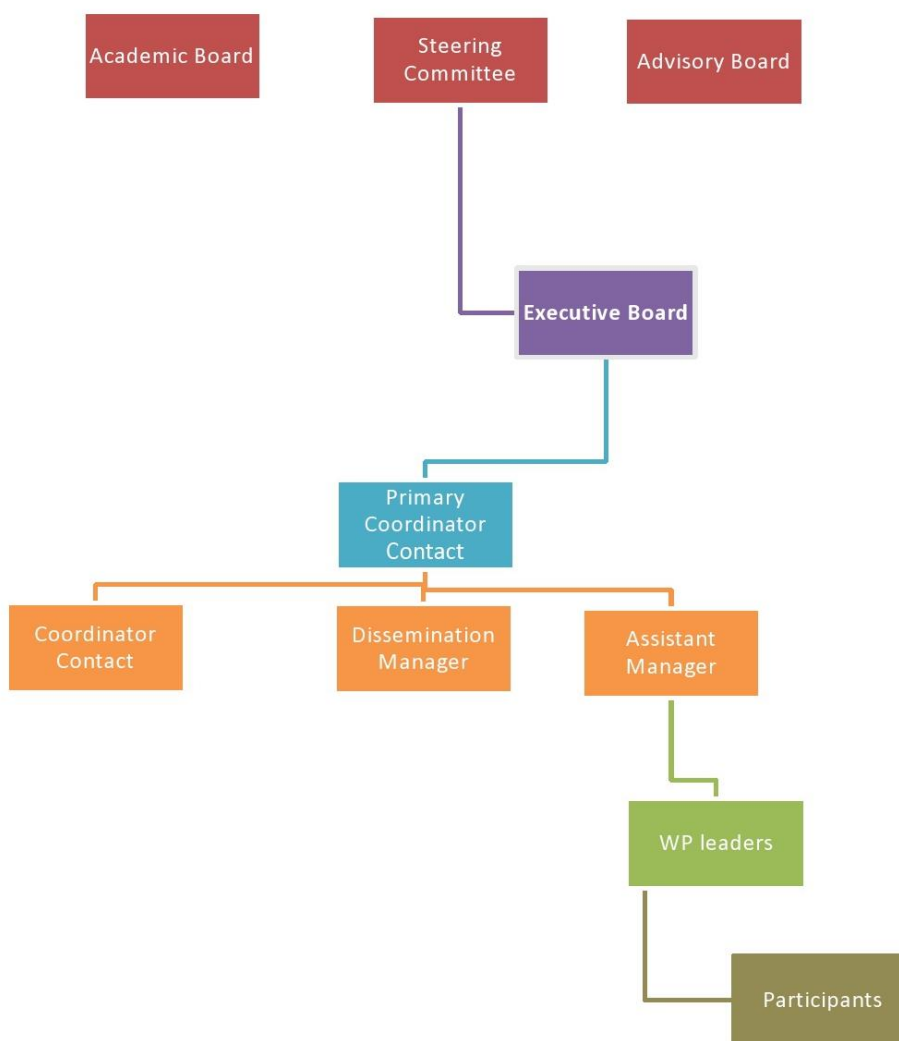 Academic Board
Steering
Committee
Advisory Board
Executive Board
Primary
Coordinator
Contact
Coordinator
Contact
Dissemination
Manager
Assistant
Manager
WP leaders
Participants